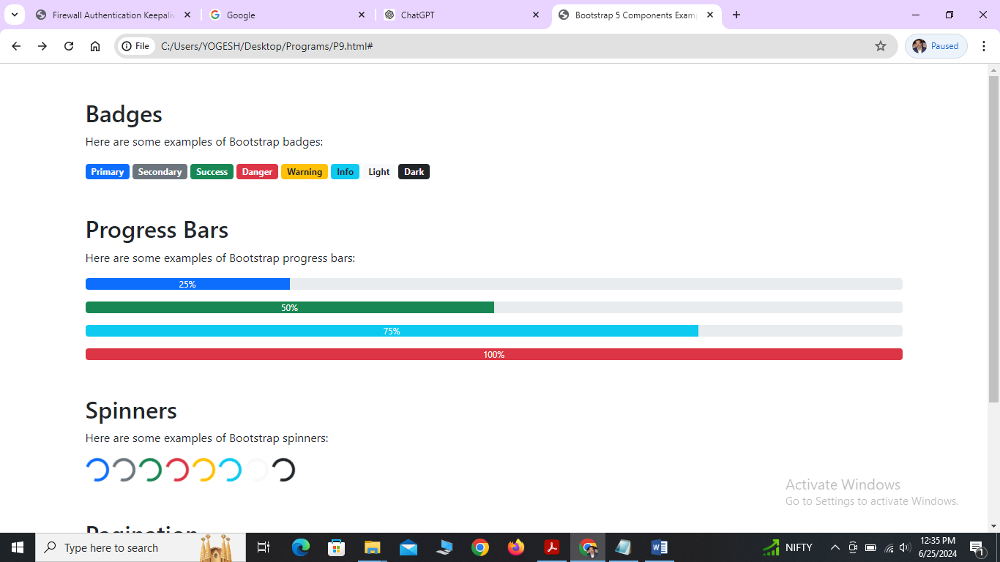 Firewall Authentication Keepaliv
Google
ChatGPT
Bootstrap 5 Components Examp
File
C:/Users/YOGESH/Desktop/Programs/P9.html#
Paused
Badges
Here are some examples of Bootstrap badges:
Primary Secondary Success Danger Warning Info Light Dark
Progress Bars
Here are some examples of Bootstrap progress bars:
25%
50%
75%
100%
Spinners
Here are some examples of Bootstrap spinners:
Activate Windows
Go to Settings to activate Windows.
Pagination
Type here to search
NIFTY
12:35 PM
6/25/2024
1